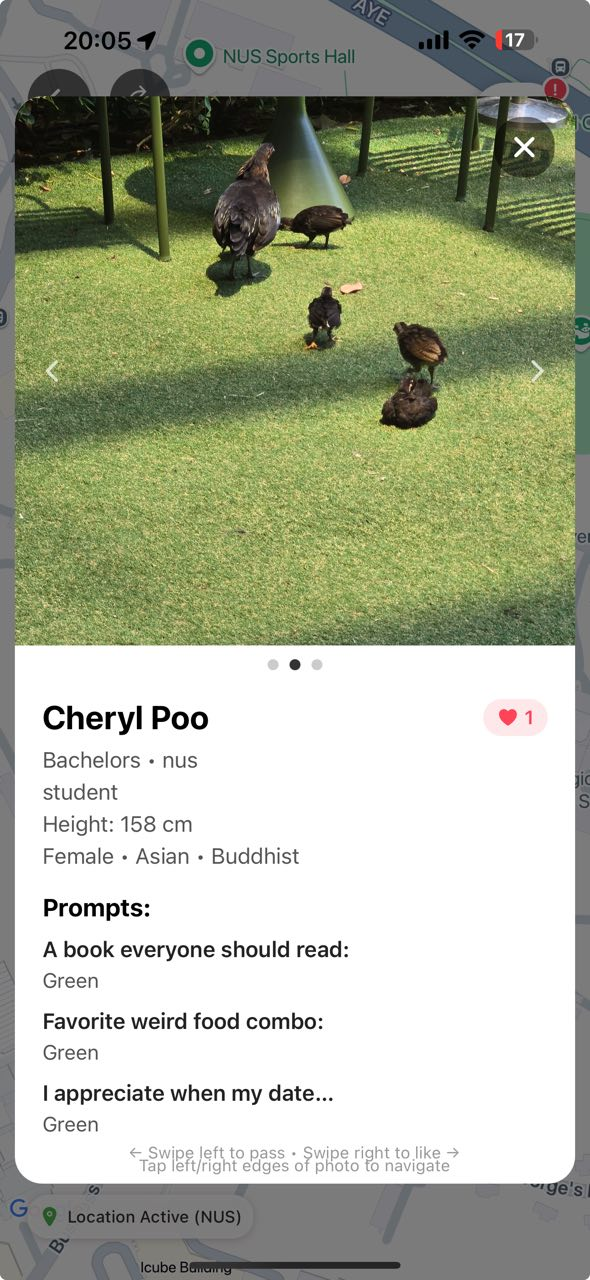 20:05
17
AYE
NUS Sports Hall
Cheryl Poo
1
Bachelors • nus
student
Height: 158 cm
Female • Asian • Buddhist
Prompts:
A book everyone should read:
Green
Favorite weird food combo:
Green
I appreciate when my date...
Green
← Swipe left to pass • Swipe right to like →
Tap left/right edges of photo to navigate
Location Active (NUS)
Icube Building